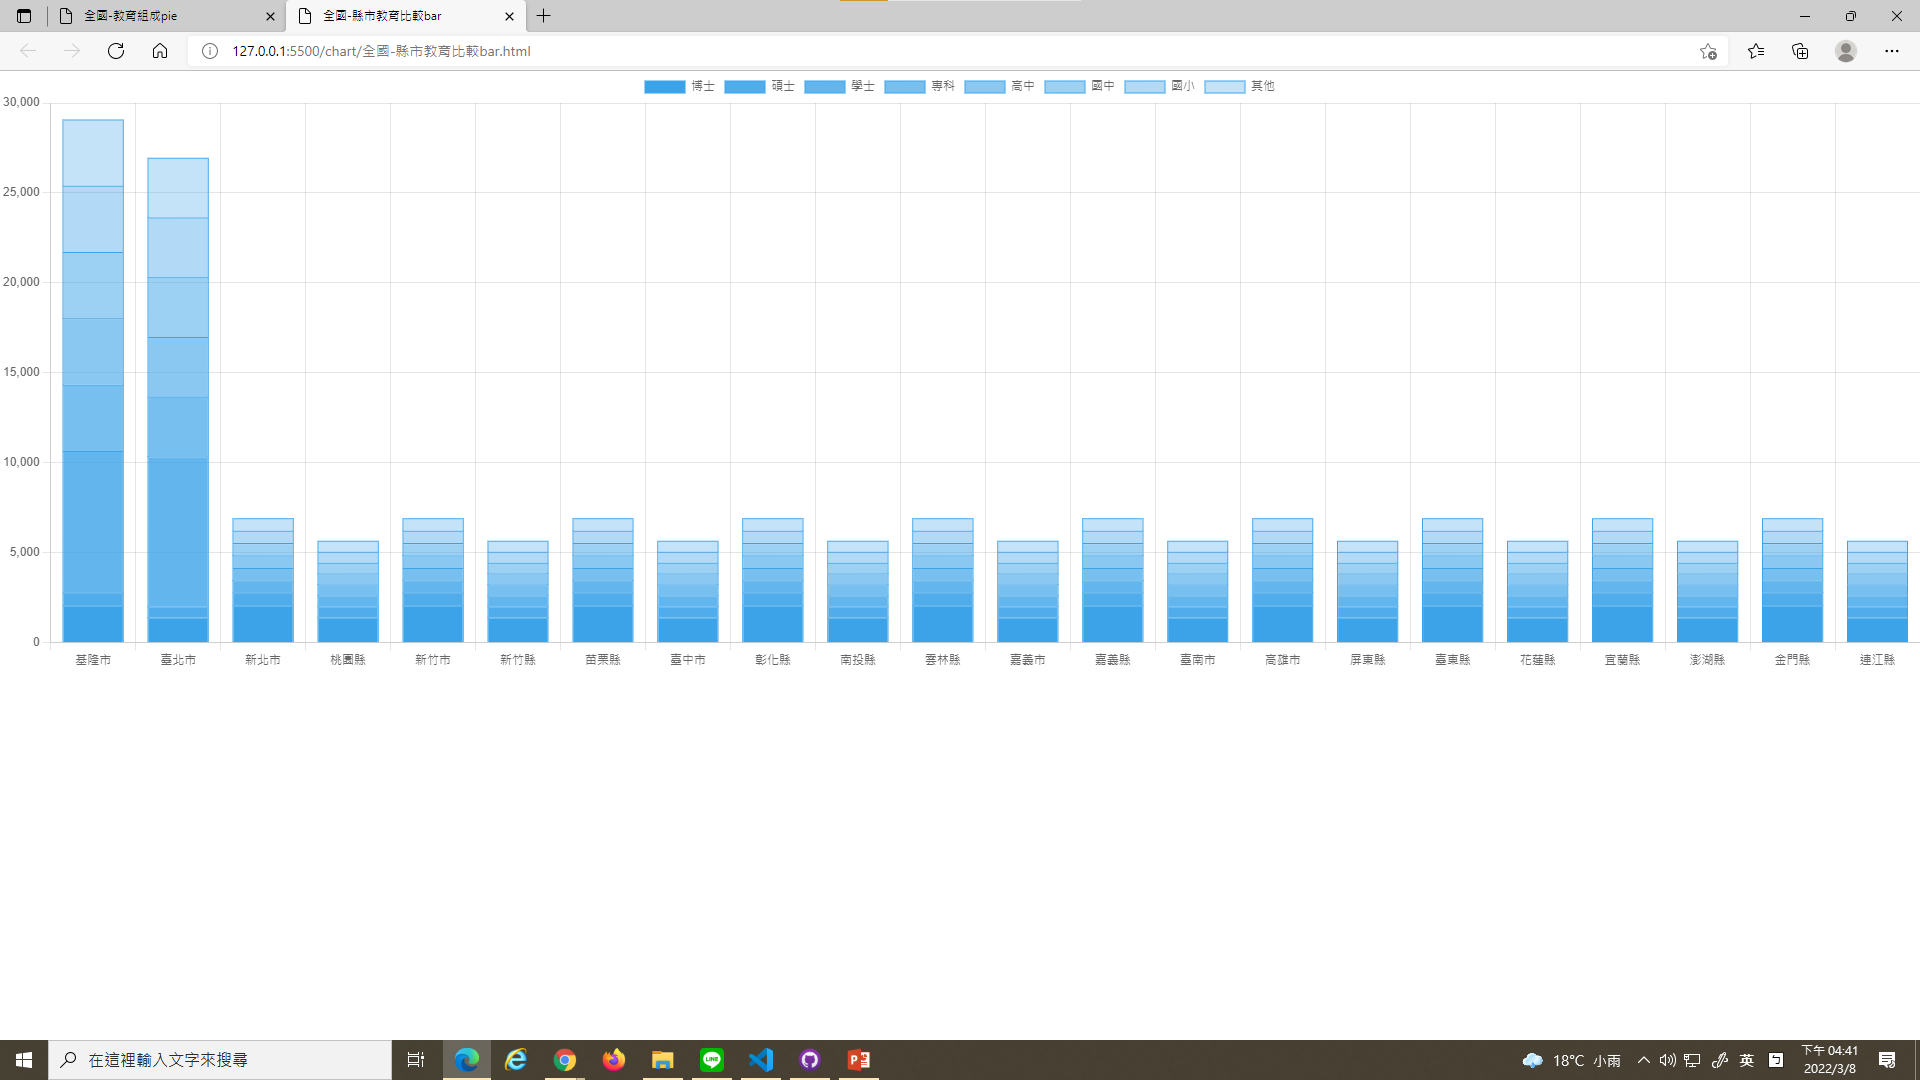 全國-教育組成pie
全國-縣市教育比較bar
127.0.0.1:5500/chart/全國-縣市教育比較bar.html
博士 碩士 學士 專科 高中 國中 國小 其他
30,000
25,000
20,000
15,000
10,000
5,000
0
基隆市 臺北市 新北市 桃園縣 新竹市 新竹縣 苗栗縣 臺中市 彰化縣 南投縣 雲林縣 嘉義市 嘉義縣 臺南市 高雄市 屏東縣 臺東縣 花蓮縣 宜蘭縣 澎湖縣 金門縣 連江縣
在這裡輸入文字來搜尋
LINE
18°C 小雨
英
下午 04:41
2022/3/8